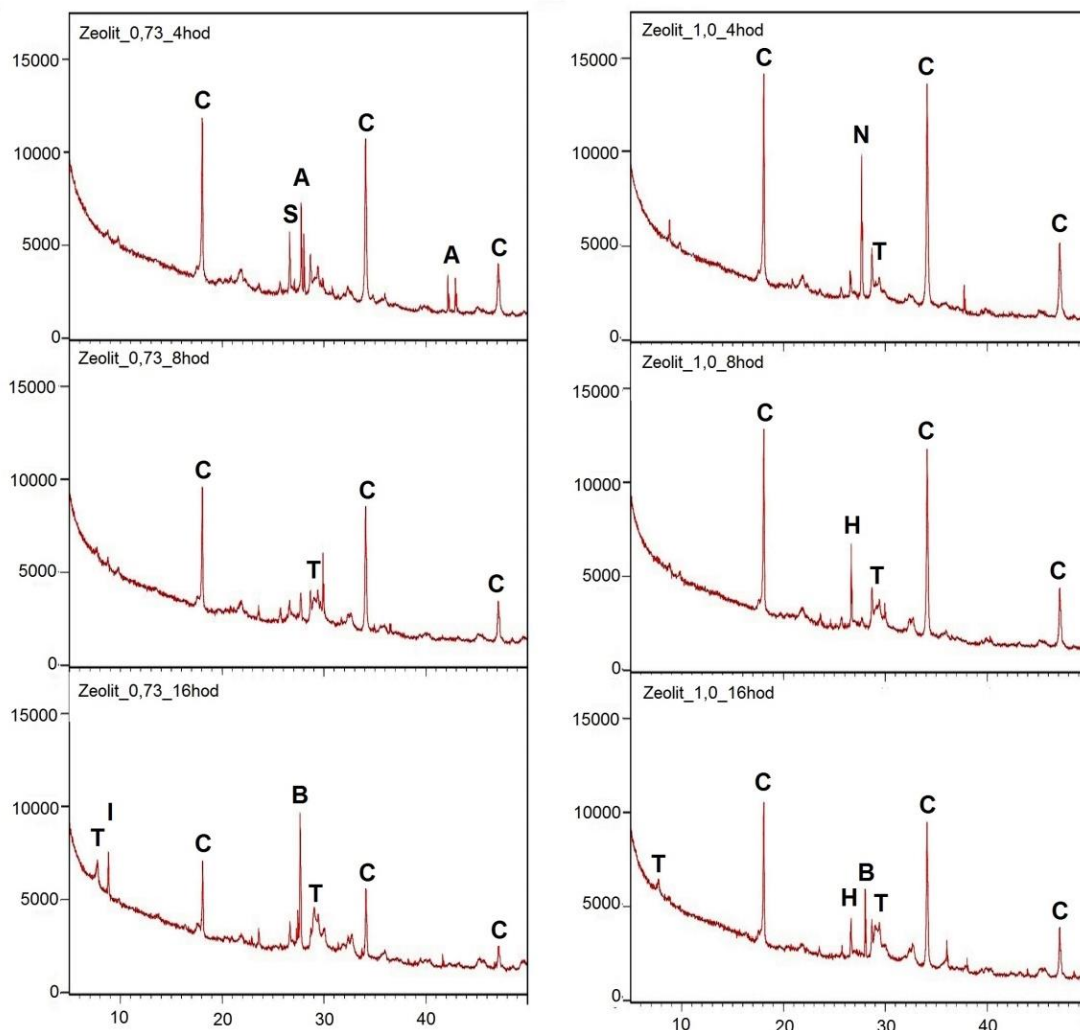 Zeolit_0,73_4hod
15000
10000
5000
0
C
S
A
C
A
C
Zeolit_1,0_4hod
15000
10000
5000
0
C
N
T
C
C
Zeolit_0,73_8hod
15000
10000
5000
0
C
T
C
C
Zeolit_1,0_8hod
15000
10000
5000
0
C
H
T
C
C
Zeolit_0,73_16hod
15000
10000
5000
0
T
I
C
B
T
C
C
10
20
30
40
Zeolit_1,0_16hod
15000
10000
5000
0
T
C
H
B
T
C
C
10
20
30
40